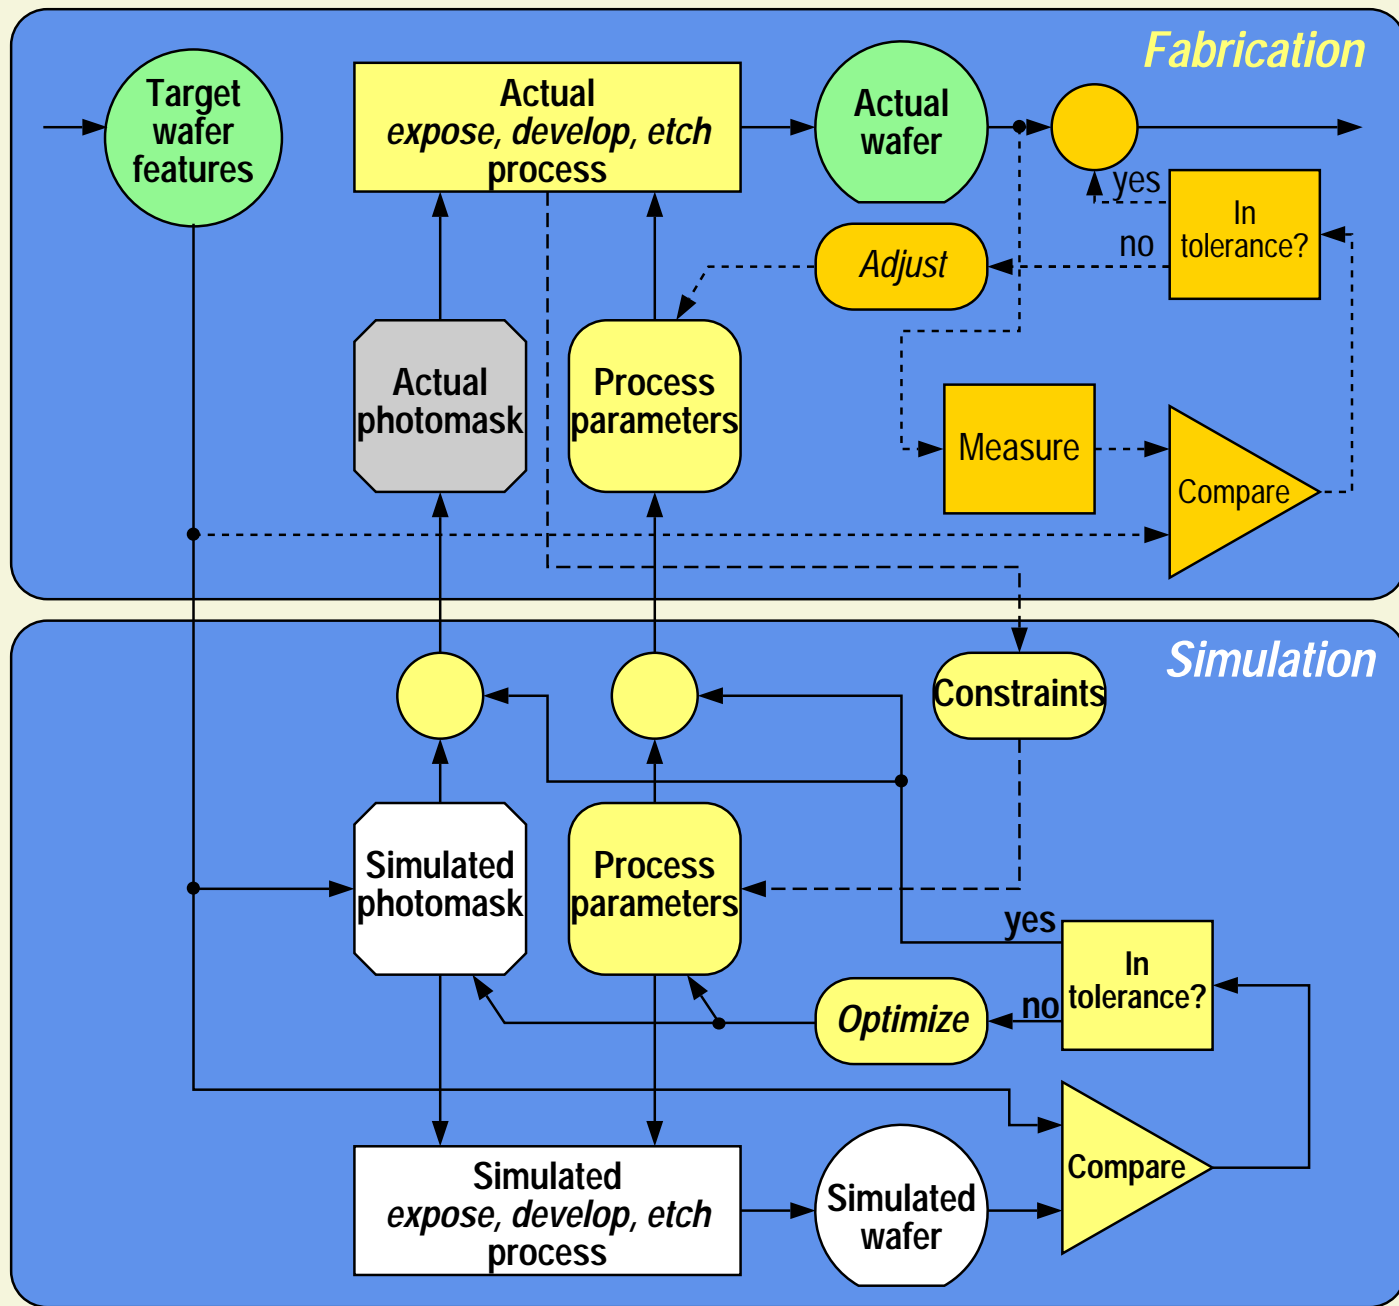 Fabrication
Target
wafer
features
Actual
expose, develop, etch
process
Actual
wafer
yes
In
tolerance?
no
Adjust
Actual
photomask
Process
parameters
Measure
Compare
Simulation
Constraints
Simulated
photomask
Process
parameters
yes
In
tolerance?
no
Optimize
Compare
Simulated
expose, develop, etch
process
Simulated
wafer